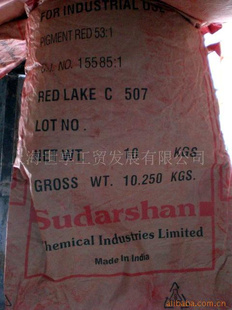 FOR INDUSTRIAL USE
PIGMENT RED 53:1
NO. 15585:1
RED LAKE C 507
LOT NO.
NET WT. 10 KGS.
GROSS WT. 10.250 KGS.
Sudarshan
Chemical Industries Limited
Made in India
alibaba.com.cn